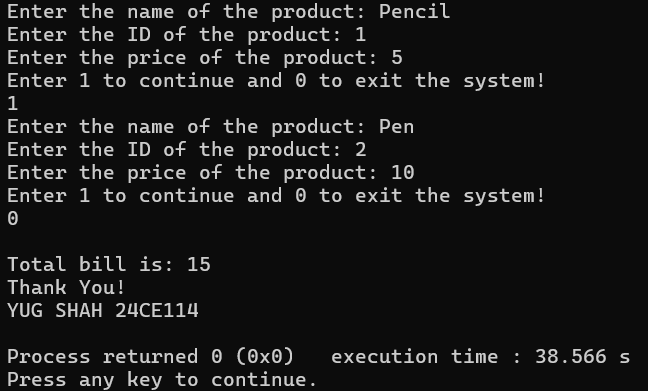 Enter the name of the product: Pencil
Enter the ID of the product: 1
Enter the price of the product: 5
Enter 1 to continue and 0 to exit the system!
1
Enter the name of the product: Pen
Enter the ID of the product: 2
Enter the price of the product: 10
Enter 1 to continue and 0 to exit the system!
0
Total bill is: 15
Thank You!
YUG SHAH 24CE114
Process returned 0 (0x0)   execution time : 38.566 s
Press any key to continue.